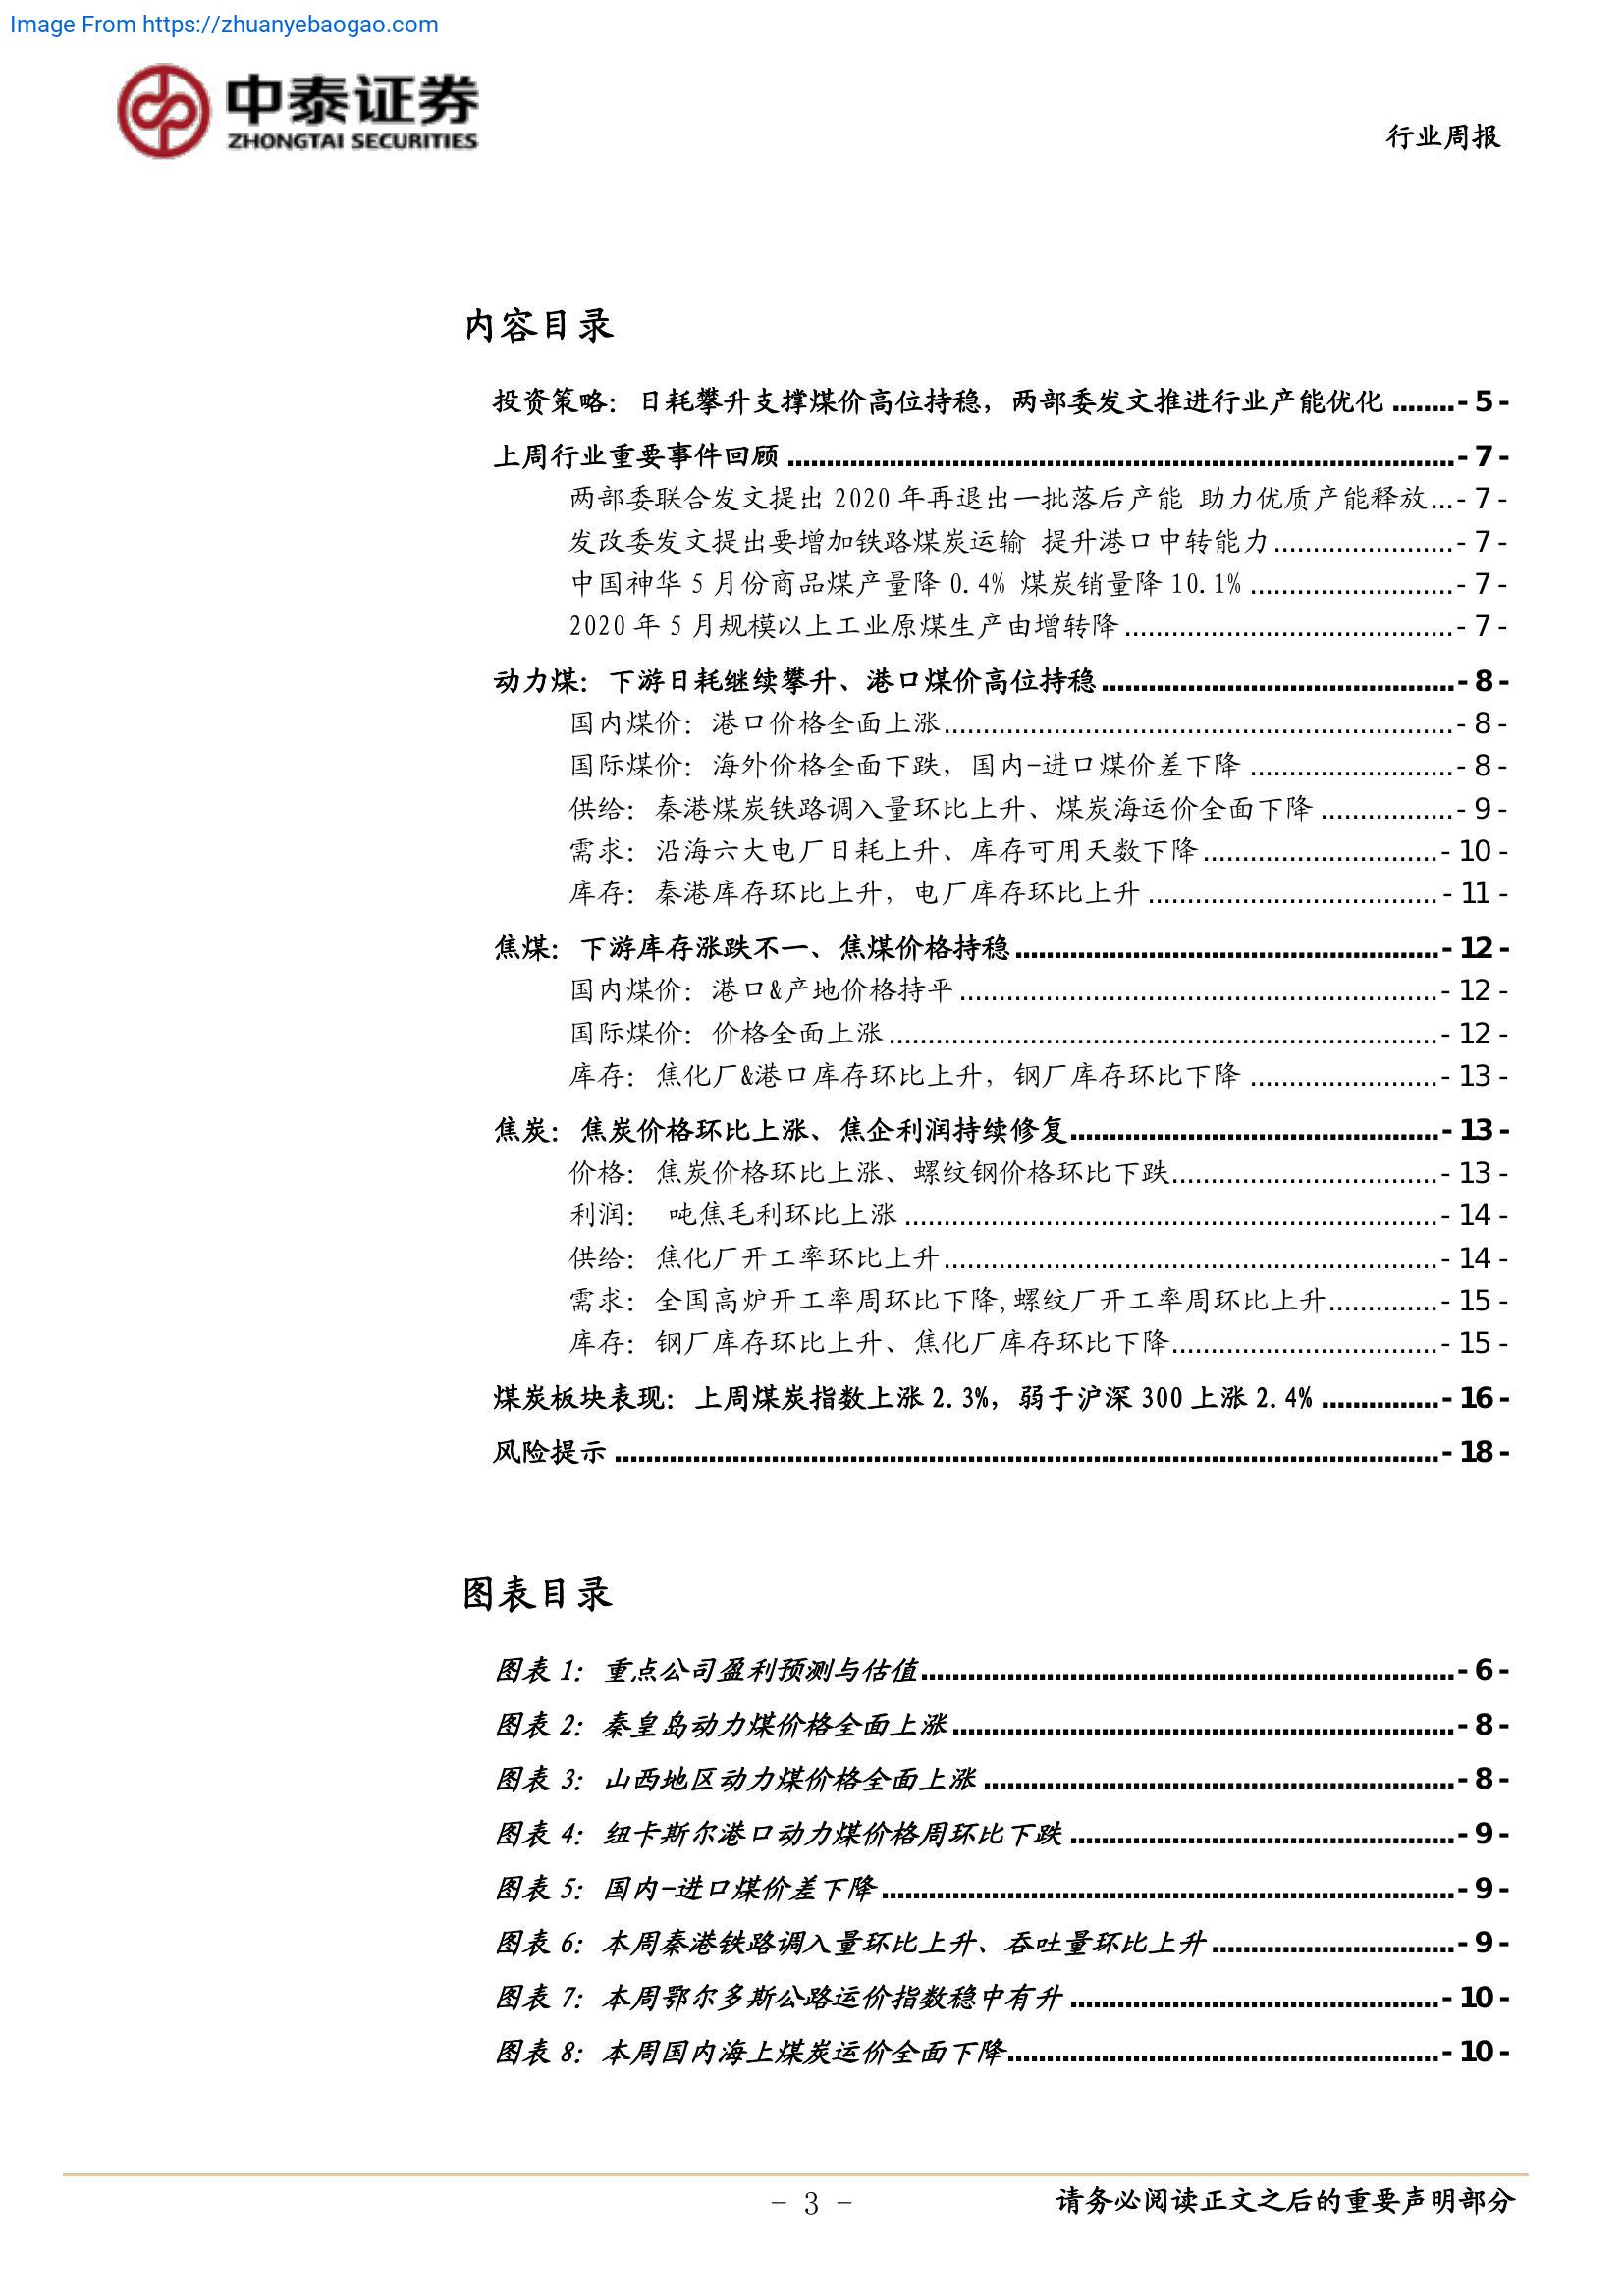 Image From https://zhuanyebaogao.com
中泰证券
ZHONGTAI SECURITIES
行业周报
内容目录
投资策略：日耗攀升支撑煤价高位持稳，两部委发文推进行业产能优化........- 5 -
上周行业重要事件回顾.....................................................................................- 7 -
两部委联合发文提出 2020 年再退出一批落后产能 助力优质产能释放...- 7 -
发改委发文提出要增加铁路煤炭运输 提升港口中转能力.......................- 7 -
中国神华 5 月份商品煤产量降 0.4% 煤炭销量降 10.1%..........................- 7 -
2020 年 5 月规模以上工业原煤生产由增转降..........................................- 7 -
动力煤：下游日耗继续攀升、港口煤价高位持稳.............................................- 8 -
国内煤价：港口价格全面上涨.................................................................- 8 -
国际煤价：海外价格全面下跌，国内-进口煤价差下降..........................- 8 -
供给：秦港煤炭铁路调入量环比上升、煤炭海运价全面下降.................- 9 -
需求：沿海六大电厂日耗上升、库存可用天数下降..............................- 10 -
库存：秦港库存环比上升，电厂库存环比上升.....................................- 11 -
焦煤：下游库存涨跌不一、焦煤价格持稳......................................................- 12 -
国内煤价：港口&产地价格持平.............................................................- 12 -
国际煤价：价格全面上涨......................................................................- 12 -
库存：焦化厂&港口库存环比上升，钢厂库存环比下降........................- 13 -
焦炭：焦炭价格环比上涨、焦企利润持续修复...............................................- 13 -
价格：焦炭价格环比上涨、螺纹钢价格环比下跌..................................- 13 -
利润： 吨焦毛利环比上涨....................................................................- 14 -
供给：焦化厂开工率环比上升...............................................................- 14 -
需求：全国高炉开工率周环比下降,螺纹厂开工率周环比上升..............- 15 -
库存：钢厂库存环比上升、焦化厂库存环比下降..................................- 15 -
煤炭板块表现：上周煤炭指数上涨 2.3%，弱于沪深 300 上涨 2.4%...............- 16 -
风险提示.........................................................................................................- 18 -
图表目录
图表 1：重点公司盈利预测与估值....................................................................- 6 -
图表 2：秦皇岛动力煤价格全面上涨................................................................- 8 -
图表 3：山西地区动力煤价格全面上涨............................................................- 8 -
图表 4：纽卡斯尔港口动力煤价格周环比下跌.................................................- 9 -
图表 5：国内-进口煤价差下降.........................................................................- 9 -
图表 6：本周秦港铁路调入量环比上升、吞吐量环比上升...............................- 9 -
图表 7：本周鄂尔多斯公路运价指数稳中有升...............................................- 10 -
图表 8：本周国内海上煤炭运价全面下降.......................................................- 10 -
- 3 -
请务必阅读正文之后的重要声明部分